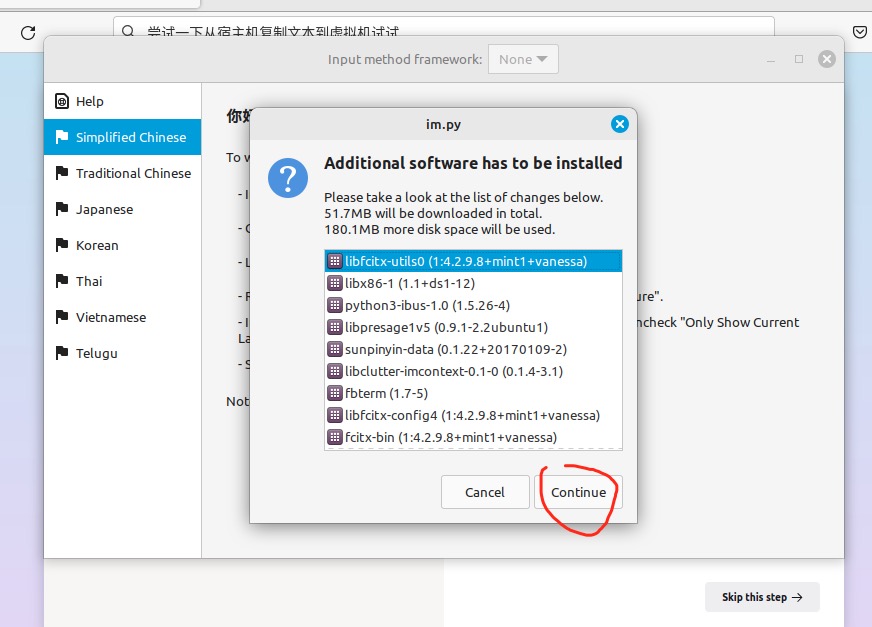 尝试一下从宿主机复制文本到虚拟机试试
Input method framework: None
Help
Simplified Chinese
Traditional Chinese
Japanese
Korean
Thai
Vietnamese
Telugu
你
To
- I
- L
- S
Not
La
ure".
ncheck "Only Show Current
im.py
Additional software has to be installed
Please take a look at the list of changes below.
51.7MB will be downloaded in total.
180.1MB more disk space will be used.
libfcitx-utils0 (1:4.2.9.8+mint1+vanessa)
libx86-1 (1.1+ds1-12)
python3-ibus-1.0 (1.5.26-4)
libpresage1v5 (0.9.1-2.2ubuntu1)
sunpinyin-data (0.1.22+20170109-2)
libclutter-imcontext-0.1-0 (0.1.4-3.1)
fbterm (1.7-5)
libfcitx-config4 (1:4.2.9.8+mint1+vanessa)
fcitx-bin (1:4.2.9.8+mint1+vanessa)
Cancel
Continue
Skip this step →